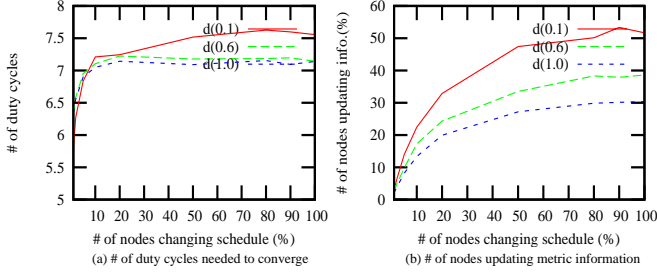 8
7.5
7
6.5
6
5.5
5
# of duty cycles
d(0.1)
d(0.6)
d(1.0)
10 20 30 40 50 60 70 80 90 100
# of nodes changing schedule (%)
(a) # of duty cycles needed to converge
60
50
40
30
20
10
0
# of nodes updating info.(%)
d(0.1)
d(0.6)
d(1.0)
10 20 30 40 50 60 70 80 90 100
# of nodes changing schedule (%)
(b) # of nodes updating metric information